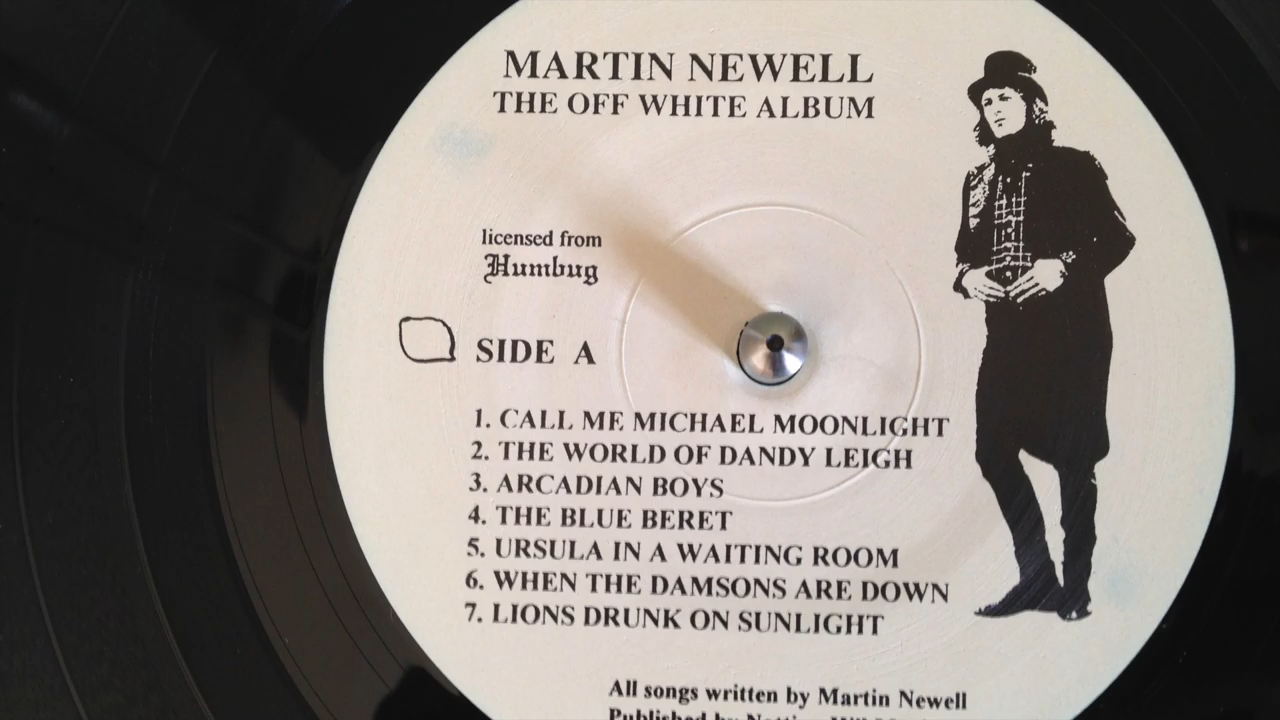 MARTIN NEWELL
THE OFF WHITE ALBUM
licensed from
Humbug
SIDE A
1. CALL ME MICHAEL MOONLIGHT
2. THE WORLD OF DANDY LEIGH
3. ARCADIAN BOYS
4. THE BLUE BERET
5. URSULA IN A WAITING ROOM
6. WHEN THE DAMSONS ARE DOWN
7. LIONS DRUNK ON SUNLIGHT
All songs written by Martin Newell
Published by